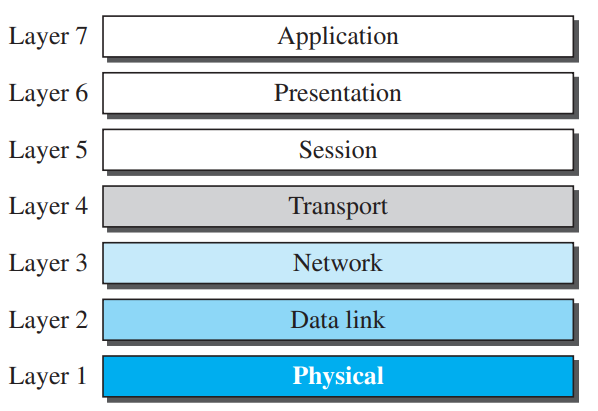 Layer 7 Application
Layer 6 Presentation
Layer 5 Session
Layer 4 Transport
Layer 3 Network
Layer 2 Data link
Layer 1 Physical